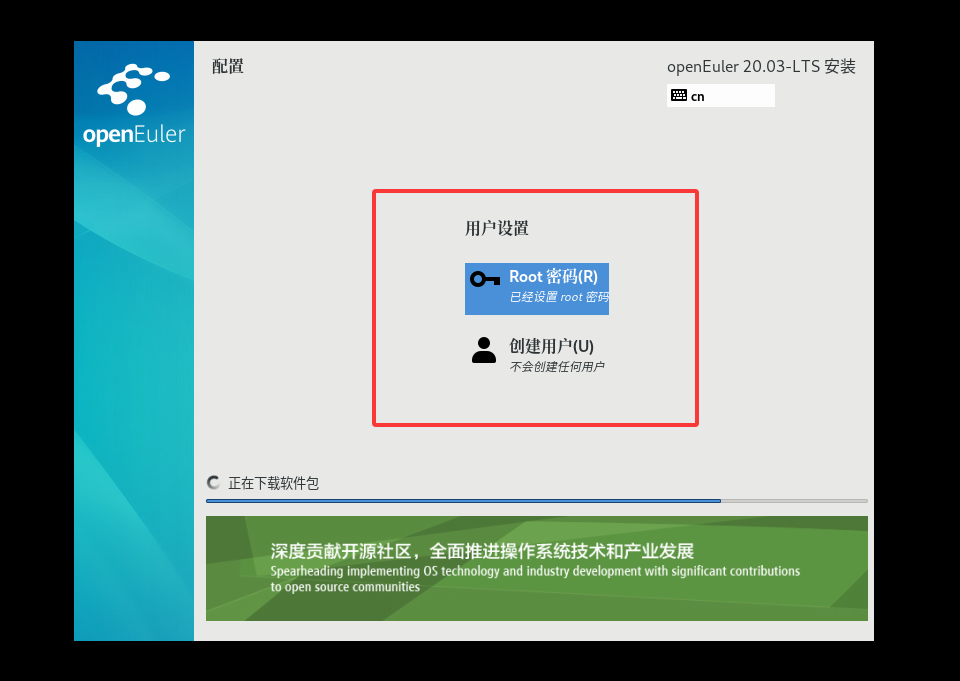 配置
openEuler 20.03-LTS 安装
cn
openEuler
用户设置
Root 密码(R)
已经设置 root 密码
创建用户(U)
不会创建任何用户
正在下载软件包
深度贡献开源社区，全面推进操作系统技术和产业发展
Spearheading implementing OS technology and industry development with significant contributions
to open source communities